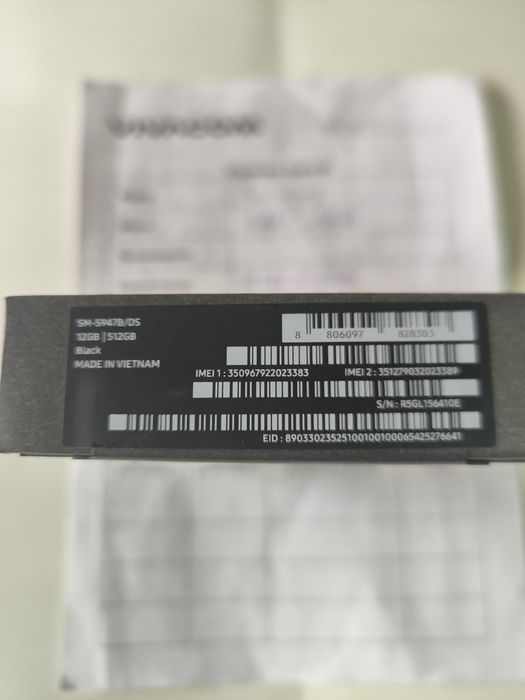 SM-S947B/DS
12GB | 512GB
Black
MADE IN VIETNAM
8 806097 828303
IMEI 1 : 350967922023383
IMEI 2 : 351279032023389
S/N : R5GL156410E
EID : 89033023525100100100065425276641